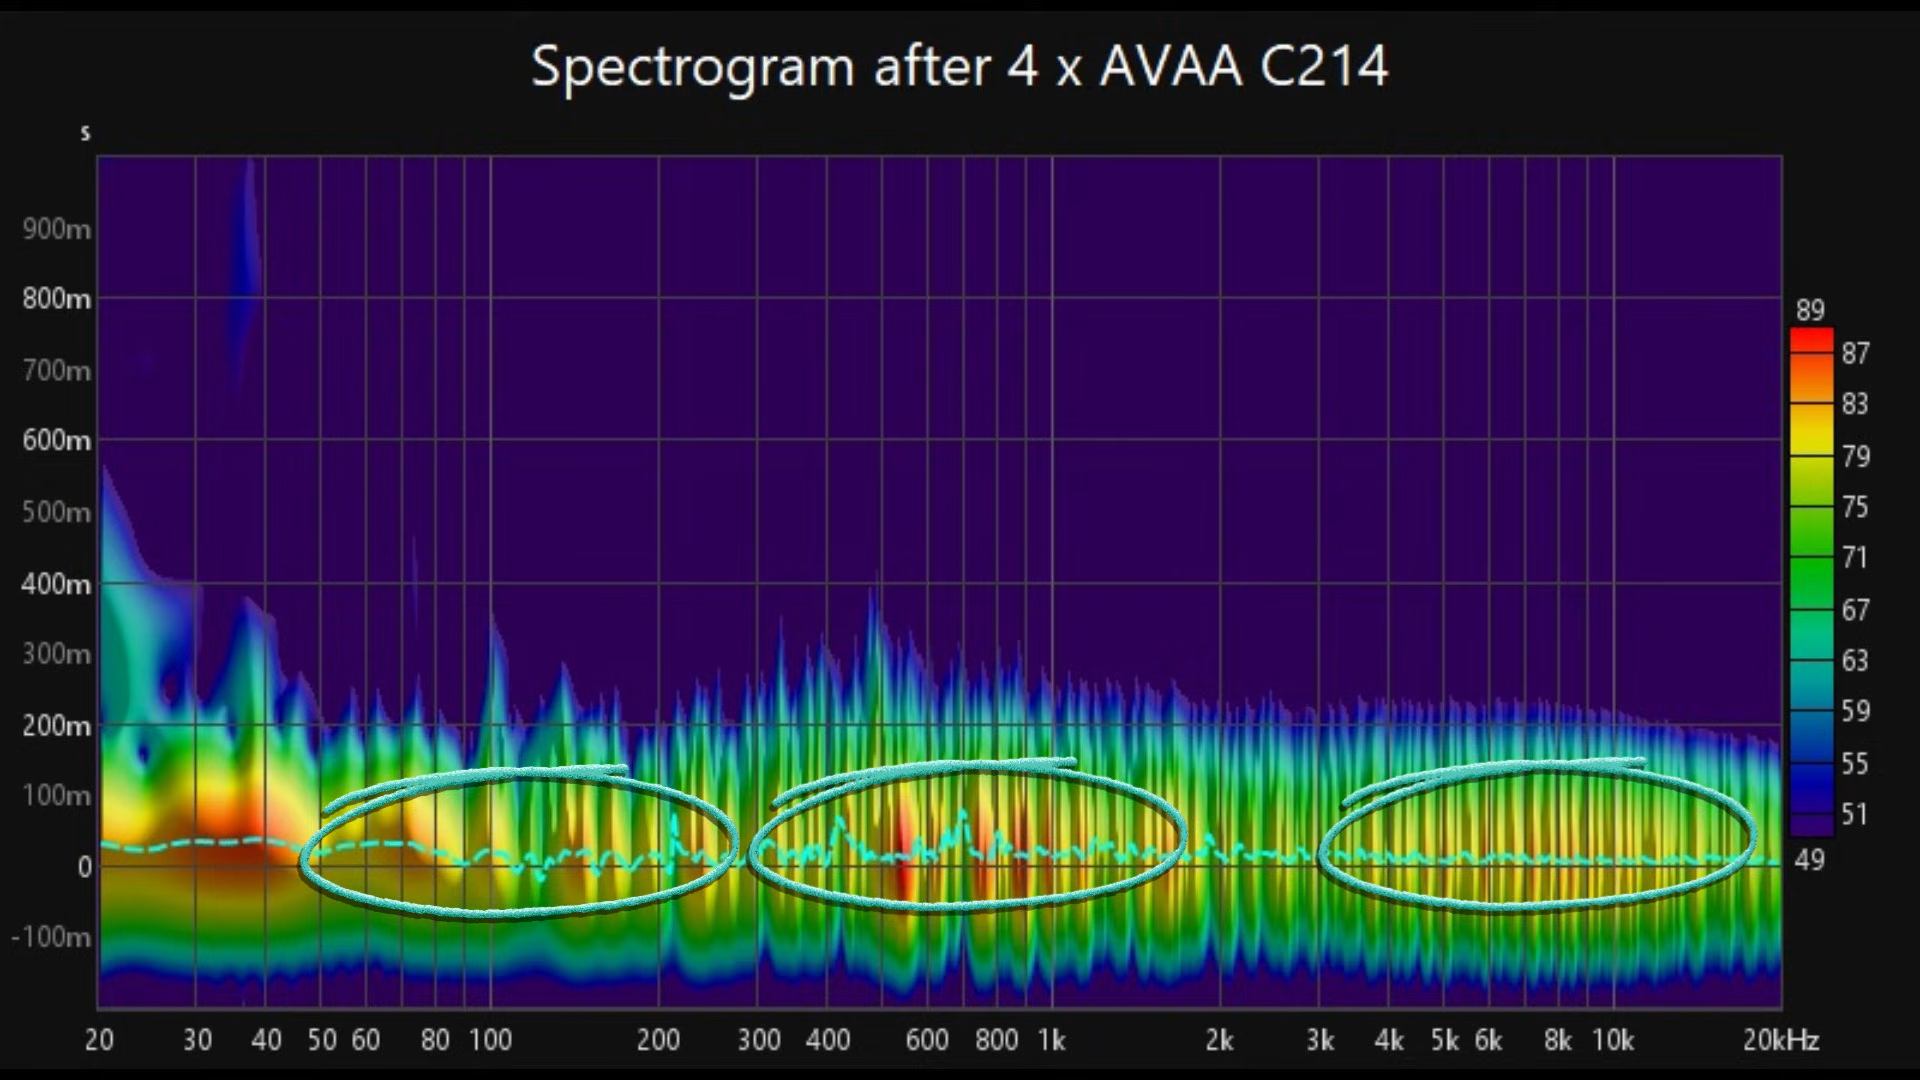 Spectrogram after 4 x AVAA C214
s
900m
800m
700m
600m
500m
400m
300m
200m
100m
0
-100m
20 30 40 50 60 80 100 200 300 400 600 800 1k 2k 3k 4k 5k 6k 8k 10k 20kHz
89
87
83
79
75
71
67
63
59
55
51
49